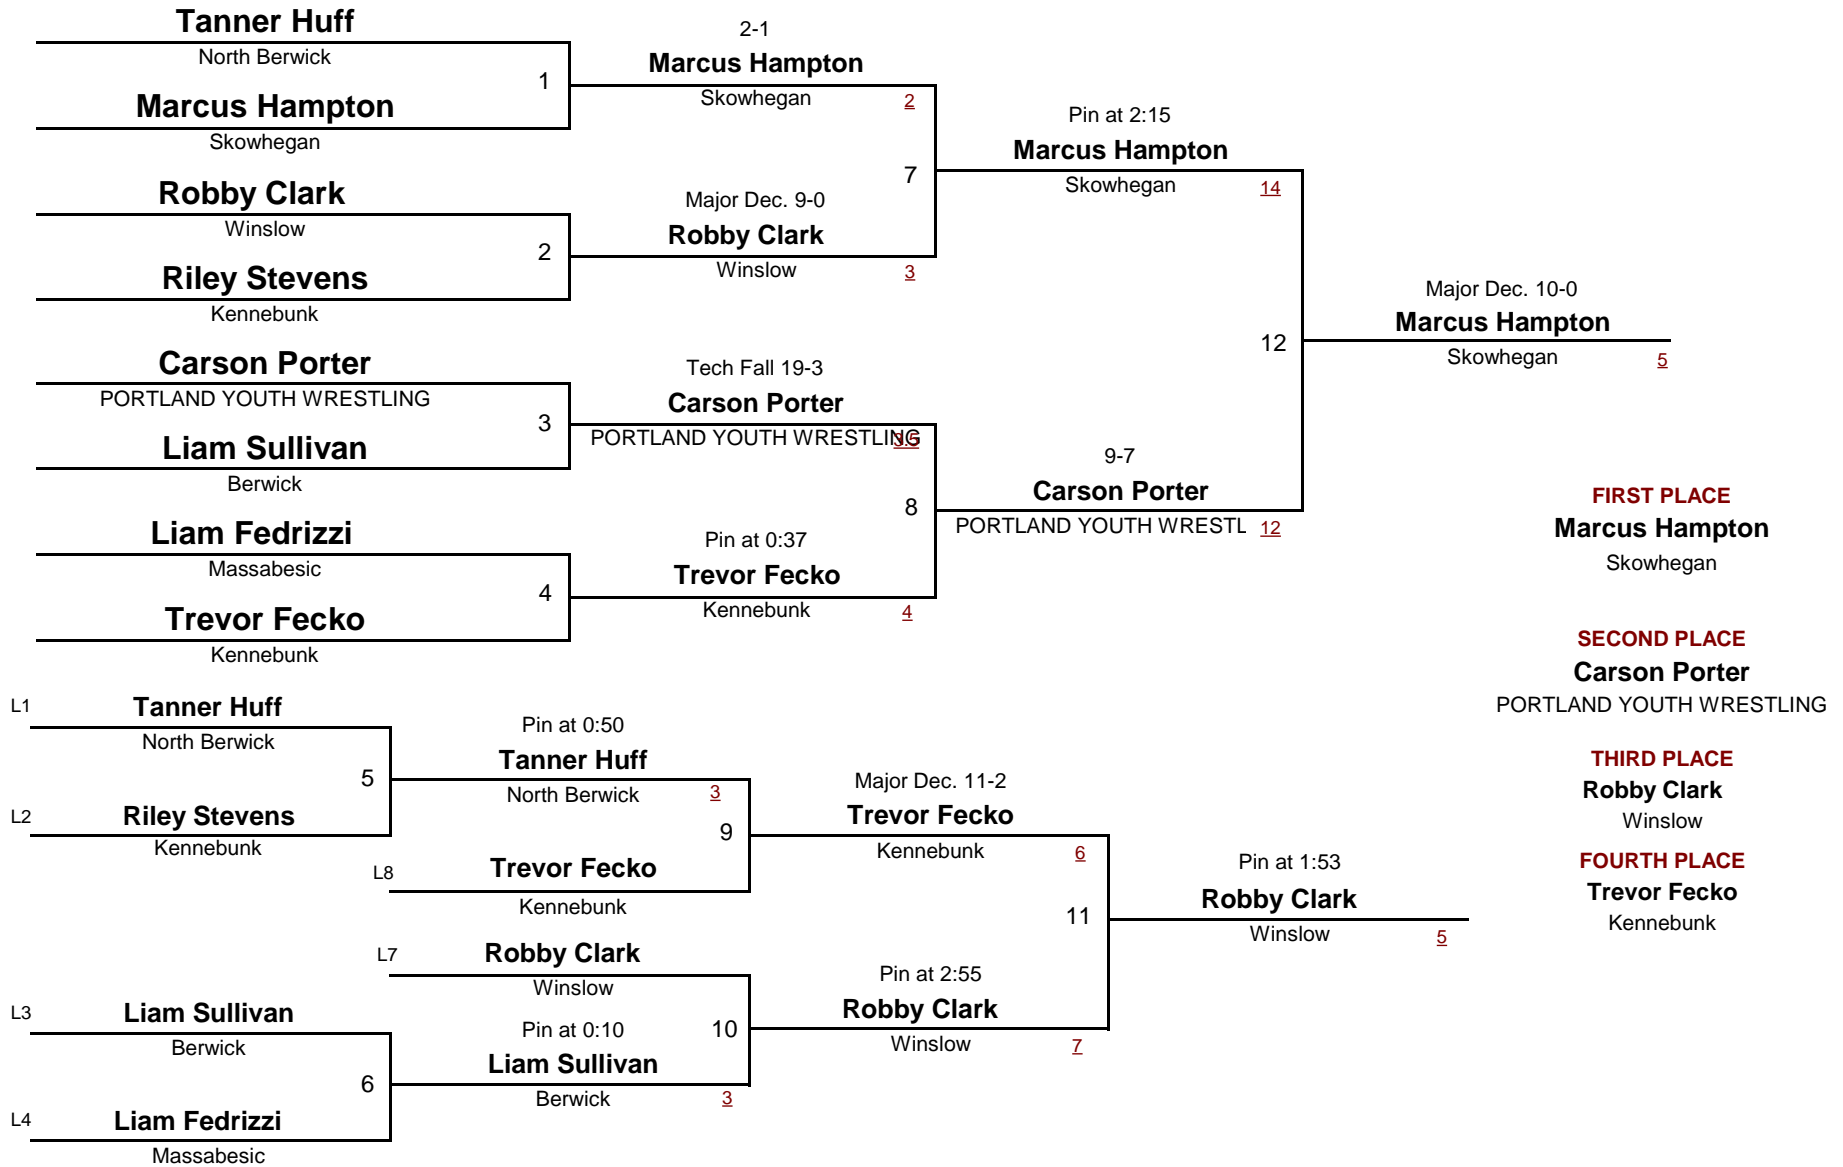 Tanner Huff
North Berwick
1
Marcus Hampton
Skowhegan
Robby Clark
Winslow
2
Riley Stevens
Kennebunk
Carson Porter
PORTLAND YOUTH WRESTLING
3
Liam Sullivan
Berwick
Liam Fedrizzi
Massabesic
4
Trevor Fecko
Kennebunk
2-1
Marcus Hampton
Skowhegan 2
7
Major Dec. 9-0
Robby Clark
Winslow 3
Tech Fall 19-3
Carson Porter
PORTLAND YOUTH WRESTLING 3.5
8
Pin at 0:37
Trevor Fecko
Kennebunk 4
Pin at 2:15
Marcus Hampton
Skowhegan 14
12
9-7
Carson Porter
PORTLAND YOUTH WRESTL 12
Major Dec. 10-0
Marcus Hampton
Skowhegan 5
FIRST PLACE
Marcus Hampton
Skowhegan
SECOND PLACE
Carson Porter
PORTLAND YOUTH WRESTLING
THIRD PLACE
Robby Clark
Winslow
FOURTH PLACE
Trevor Fecko
Kennebunk
L1 Tanner Huff
North Berwick
5
L2 Riley Stevens
Kennebunk
Pin at 0:50
Tanner Huff
North Berwick 3
9
L8 Trevor Fecko
Kennebunk
L7 Robby Clark
Winslow
10
L3 Liam Sullivan
Berwick
6
L4 Liam Fedrizzi
Massabesic
Pin at 0:10
Liam Sullivan
Berwick 3
Major Dec. 11-2
Trevor Fecko
Kennebunk 6
11
Pin at 2:55
Robby Clark
Winslow 7
Pin at 1:53
Robby Clark
Winslow 5